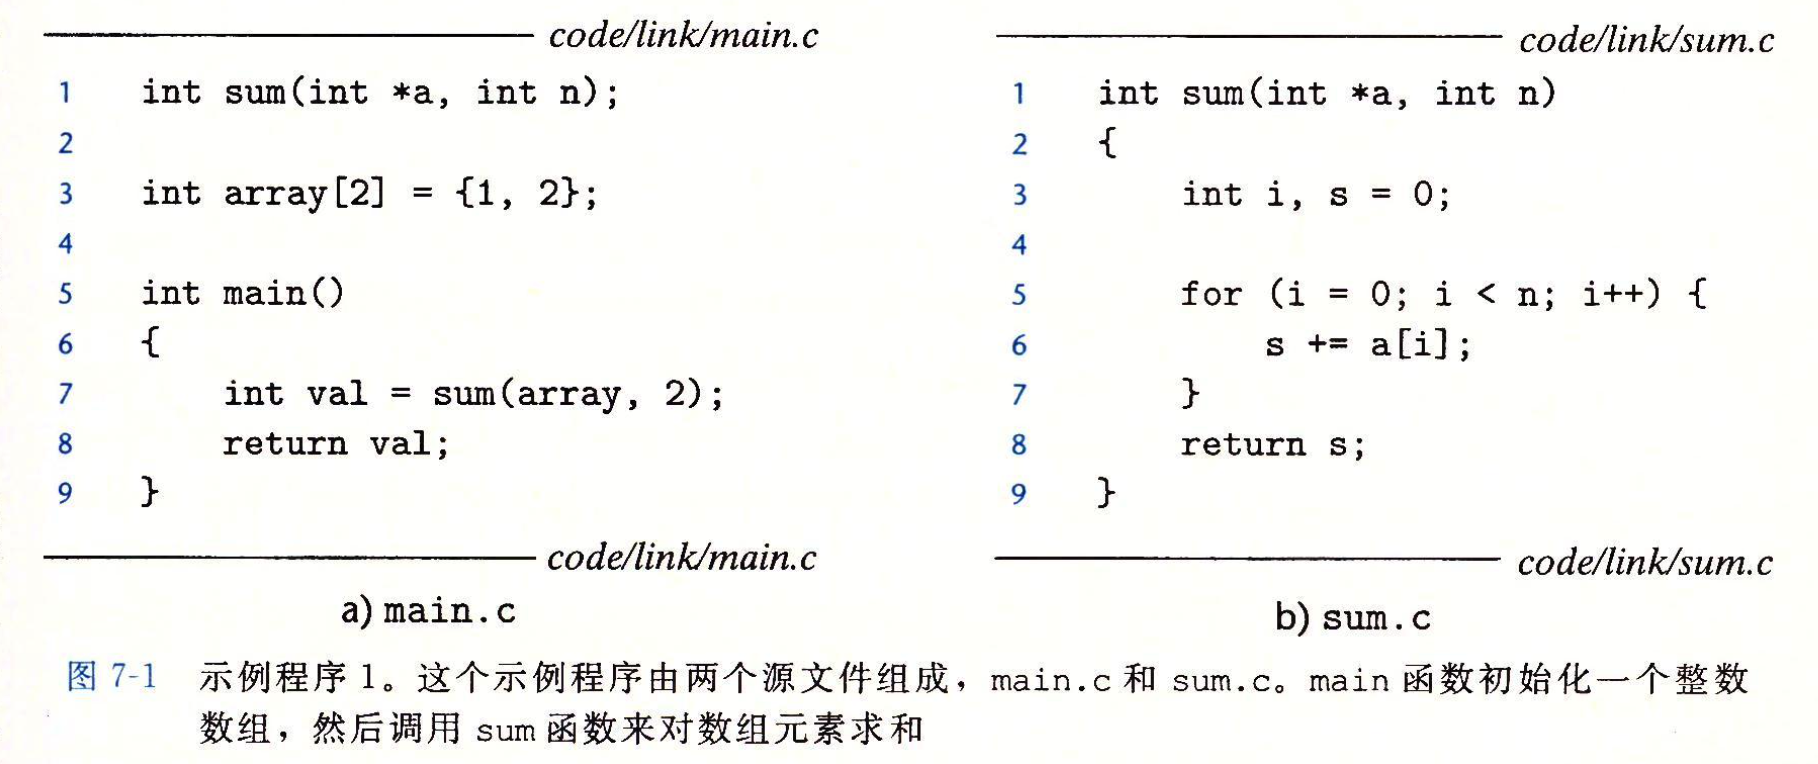 code/link/main.c
1 int sum(int *a, int n);
2
3 int array[2] = {1, 2};
4
5 int main()
6 {
7     int val = sum(array, 2);
8     return val;
9 }
code/link/main.c
a) main.c
code/link/sum.c
1 int sum(int *a, int n)
2 {
3     int i, s = 0;
4
5     for (i = 0; i < n; i++) {
6         s += a[i];
7     }
8     return s;
9 }
code/link/sum.c
b) sum.c
图 7-1 示例程序 1。这个示例程序由两个源文件组成，main.c 和 sum.c。main 函数初始化一个整数
数组，然后调用 sum 函数来对数组元素求和